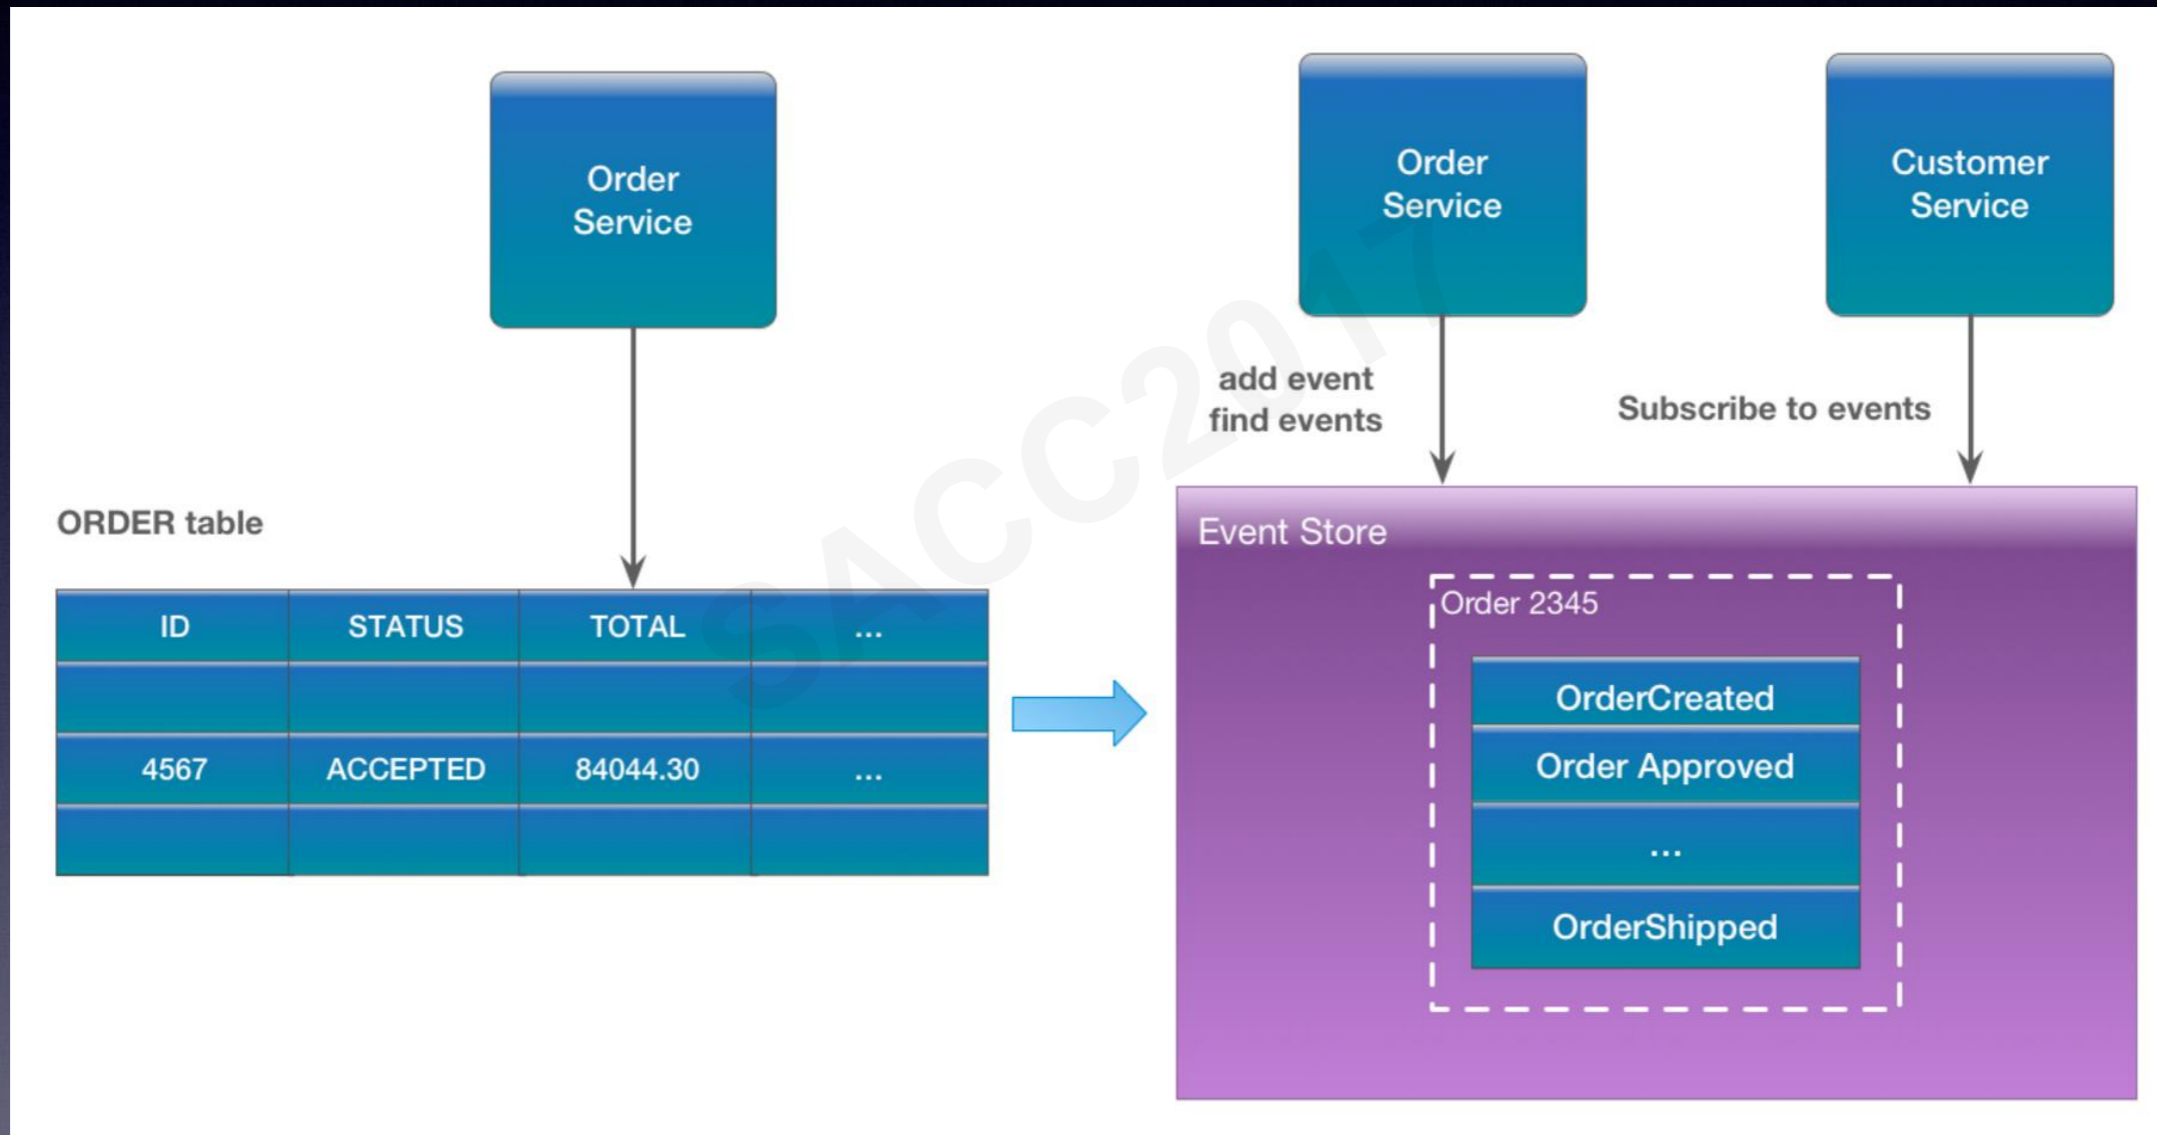 Order
Service
ORDER table
ID STATUS TOTAL ...
4567 ACCEPTED 84044.30 ...
Order
Service
Customer
Service
add event
find events
Subscribe to events
Event Store
Order 2345
OrderCreated
Order Approved
...
OrderShipped
SACC2017